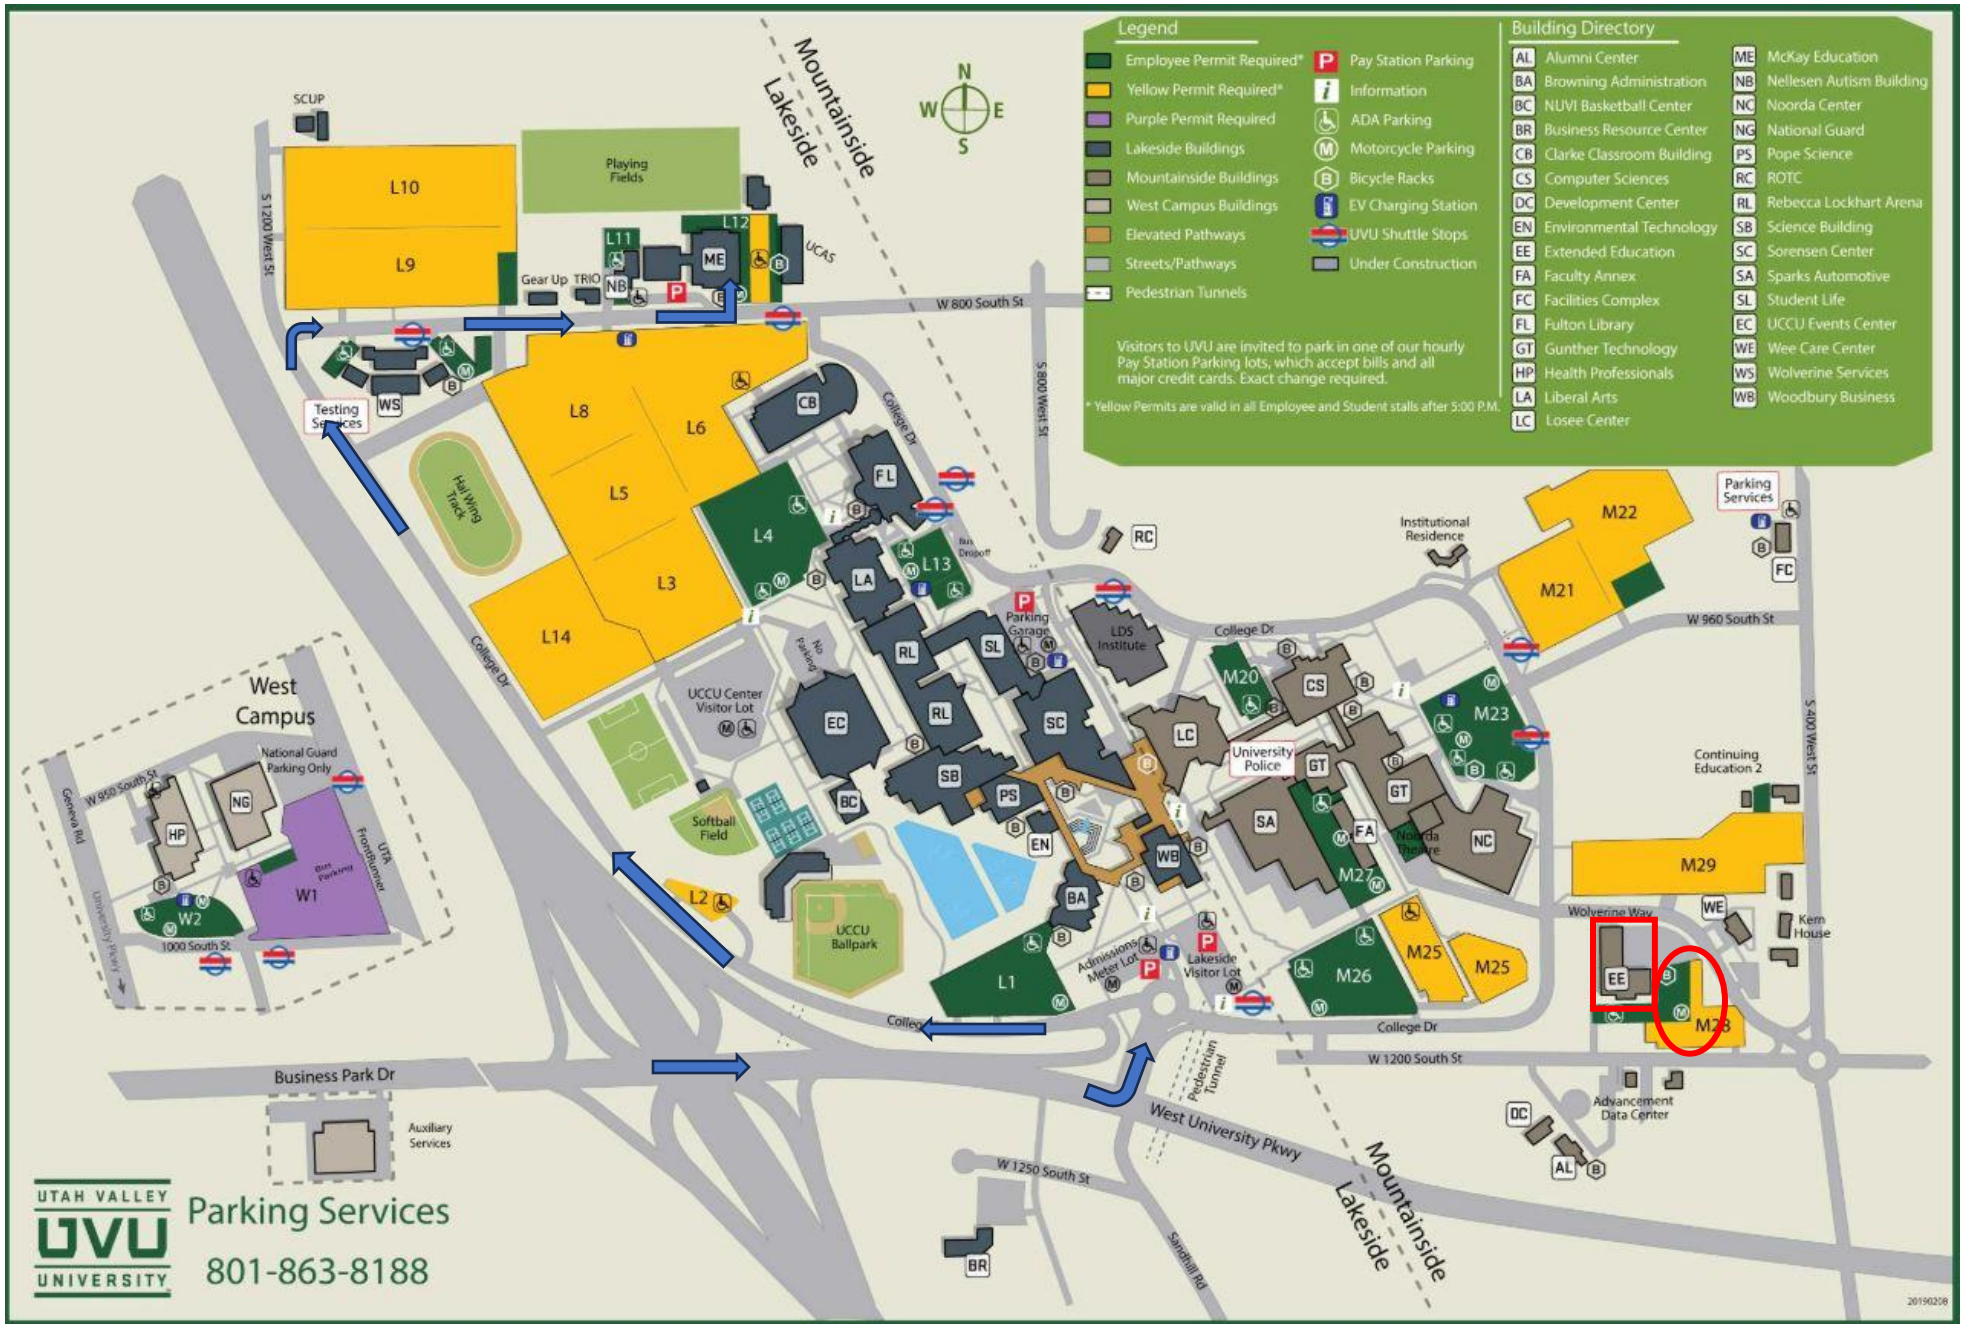 Mountainside
Lakeside
N
W
E
S
Legend
Employee Permit Required*
Yellow Permit Required*
Purple Permit Required
Lakeside Buildings
Mountainside Buildings
West Campus Buildings
Elevated Pathways
Streets/Pathways
Pedestrian Tunnels
P Pay Station Parking
i Information
ADA Parking
M Motorcycle Parking
B Bicycle Racks
EV Charging Station
UVU Shuttle Stops
Under Construction
Visitors to UVU are invited to park in one of our hourly
Pay Station Parking lots, which accept bills and all
major credit cards. Exact change required.
* Yellow Permits are valid in all Employee and Student stalls after 5:00 P.M.
Building Directory
AL Alumni Center
BA Browning Administration
BC NUVI Basketball Center
BR Business Resource Center
CB Clarke Classroom Building
CS Computer Sciences
DC Development Center
EN Environmental Technology
EE Extended Education
FA Faculty Annex
FC Facilities Complex
FL Fulton Library
GT Gunther Technology
HP Health Professionals
LA Liberal Arts
LC Losee Center
ME McKay Education
NB Nellesen Autism Building
NC Noorda Center
NG National Guard
PS Pope Science
RC ROTC
RL Rebecca Lockhart Arena
SB Science Building
SC Sorensen Center
SA Sparks Automotive
SL Student Life
EC UCCU Events Center
WE Wee Care Center
WS Wolverine Services
WB Woodbury Business
SCUP
L10
L9
S 1200 West St
Playing
Fields
L11
L12
ME
UCAS
Gear Up
TRIO
NB
P
B
M
W 800 South St
S 800 West St
WS
Testing
Services
Hal Wing
Track
L8
L6
L5
L3
L14
L4
CB
FL
College Dr
LA
L13
Bus
Dropoff
RC
Institutional
Residence
M22
M21
Parking
Services
FC
W 960 South St
S 400 West St
P
Parking
Garage
LDS
Institute
College Dr
RL
SL
No
Parking
UCCU Center
Visitor Lot
EC
RL
SC
LC
M20
CS
M23
University
Police
GT
GT
College Dr
SB
PS
BC
EN
WB
BA
SA
FA
Noorda
Theatre
NC
M27
Continuing
Education 2
M29
Wolverine Way
WE
Kern
House
EE
M28
M25
M25
M26
Softball
Field
L2
UCCU
Ballpark
L1
Admissions
Meter Lot
P
P
Lakeside
Visitor Lot
College Dr
W 1200 South St
Advancement
Data Center
DC
AL
Pedestrian
Tunnel
West University Pkwy
W 1250 South St
Sandhill Rd
BR
Mountainside
Lakeside
West
Campus
National Guard
Parking Only
W 950 South St
Geneva Rd
NG
HP
UTA
FrontRunner
Bus
Parking
W1
W2
1000 South St
University Pkwy
Business Park Dr
Auxiliary
Services
UTAH VALLEY
UVU
UNIVERSITY
Parking Services
801-863-8188
20190208